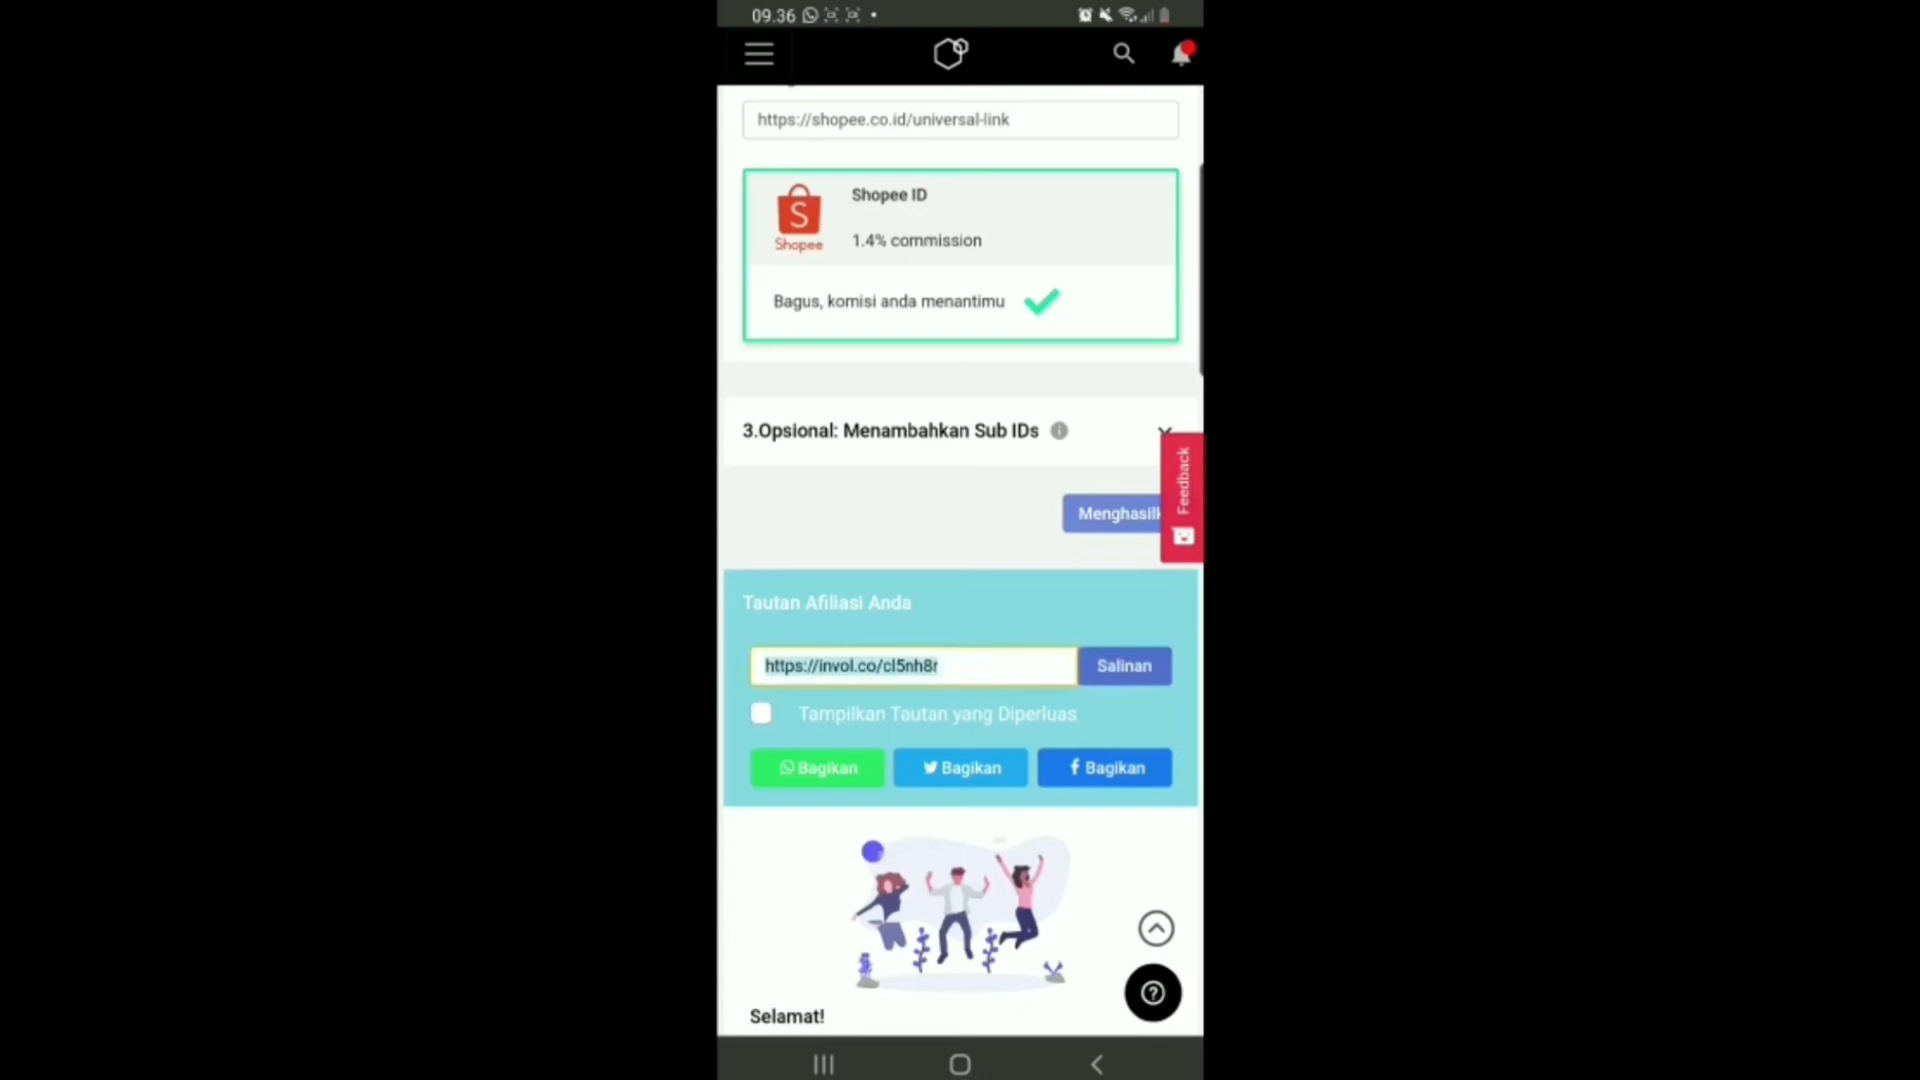 09.36
https://shopee.co.id/universal-link
S
Shopee
Shopee ID
1.4% commission
Bagus, komisi anda menantimu
3.Opsional: Menambahkan Sub IDs
Feedback
Menghasilk
Tautan Afiliasi Anda
https://invol.co/cl5nh8r
Salinan
Tampilkan Tautan yang Diperluas
Bagikan
Bagikan
Bagikan
Selamat!